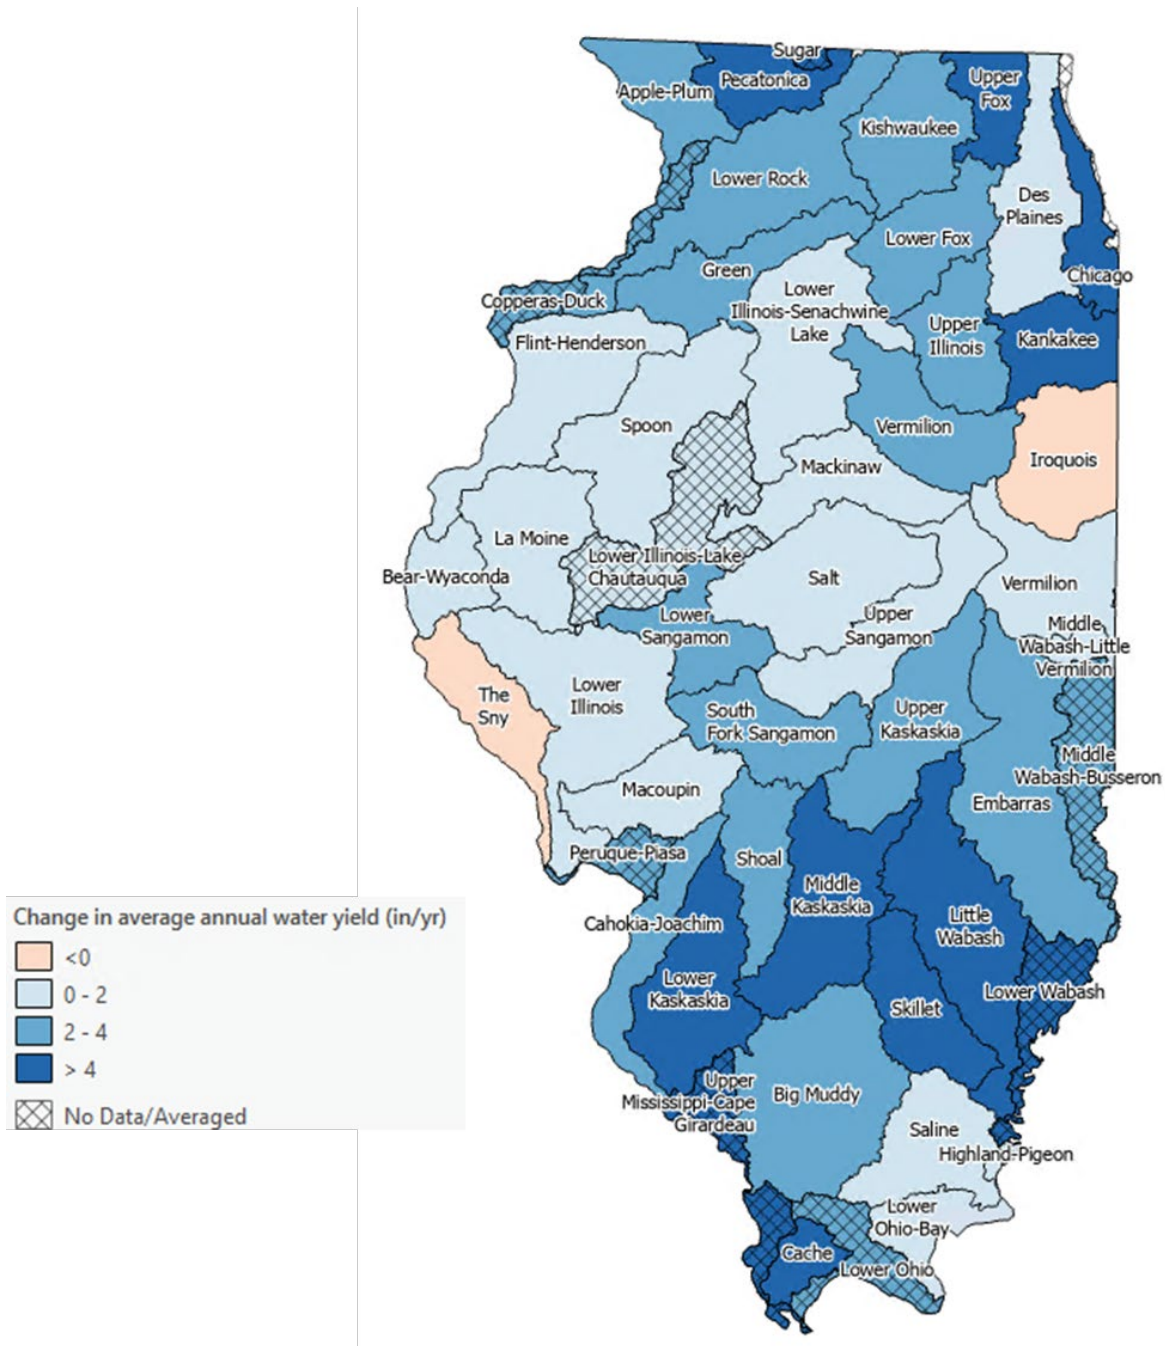 Sugar
Pecatonica
Upper
Fox
Apple-Plum
Kishwaukee
Lower Rock
Des
Plaines
Lower Fox
Green
Chicago
Copperas-Duck
Lower
Illinois-Senachwine
Lake
Upper
Illinois
Kankakee
Flint-Henderson
Spoon
Vermilion
Iroquois
Mackinaw
La Moine
Lower Illinois-Lake
Chautauqua
Bear-Wyaconda
Salt
Vermilion
Lower
Sangamon
Upper
Sangamon
Middle
Wabash-Little
Vermilion
The
Sny
Lower
Illinois
South
Fork Sangamon
Upper
Kaskaskia
Middle
Wabash-Busseron
Macoupin
Embarras
Peruque-Piasa
Shoal
Middle
Kaskaskia
Cahokia-Joachim
Little
Wabash
Lower
Kaskaskia
Skillet
Lower Wabash
Upper
Mississippi-Cape
Girardeau
Big Muddy
Saline
Highland-Pigeon
Lower
Ohio-Bay
Cache
Lower Ohio
Change in average annual water yield (in/yr)
<0
0 - 2
2 - 4
> 4
No Data/Averaged